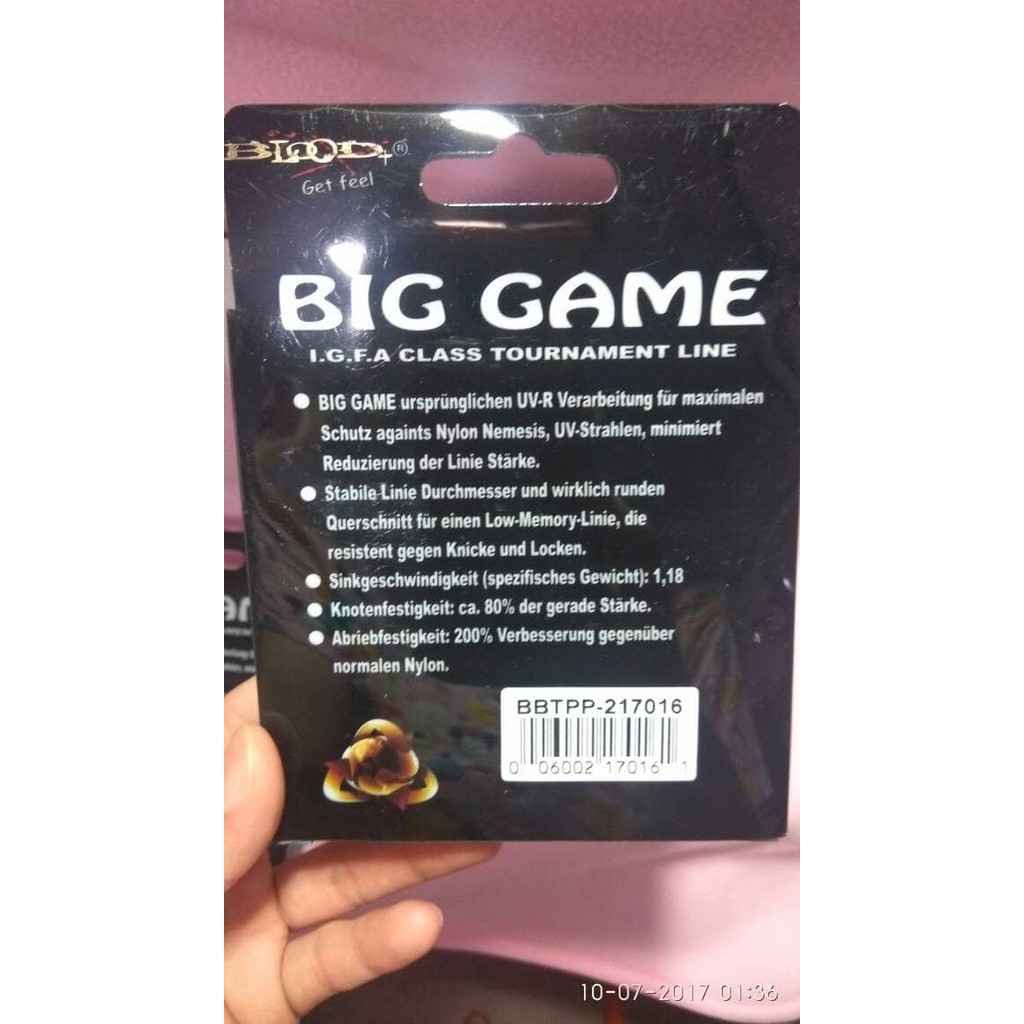 BLOOD+®
Get feel
BIG GAME
I.G.F.A CLASS TOURNAMENT LINE
BIG GAME ursprünglichen UV-R Verarbeitung für maximalen
Schutz againts Nylon Nemesis, UV-Strahlen, minimiert
Reduzierung der Linie Stärke.
Stabile Linie Durchmesser und wirklich runden
Querschnitt für einen Low-Memory-Linie, die
resistent gegen Knicke und Locken.
Sinkgeschwindigkeit (spezifisches Gewicht): 1,18
Knotenfestigkeit: ca. 80% der gerade Stärke.
Abriebfestigkeit: 200% Verbesserung gegenüber
normalen Nylon.
BBTPP-217016
0 06002 17016 1
10-07-2017 01:36